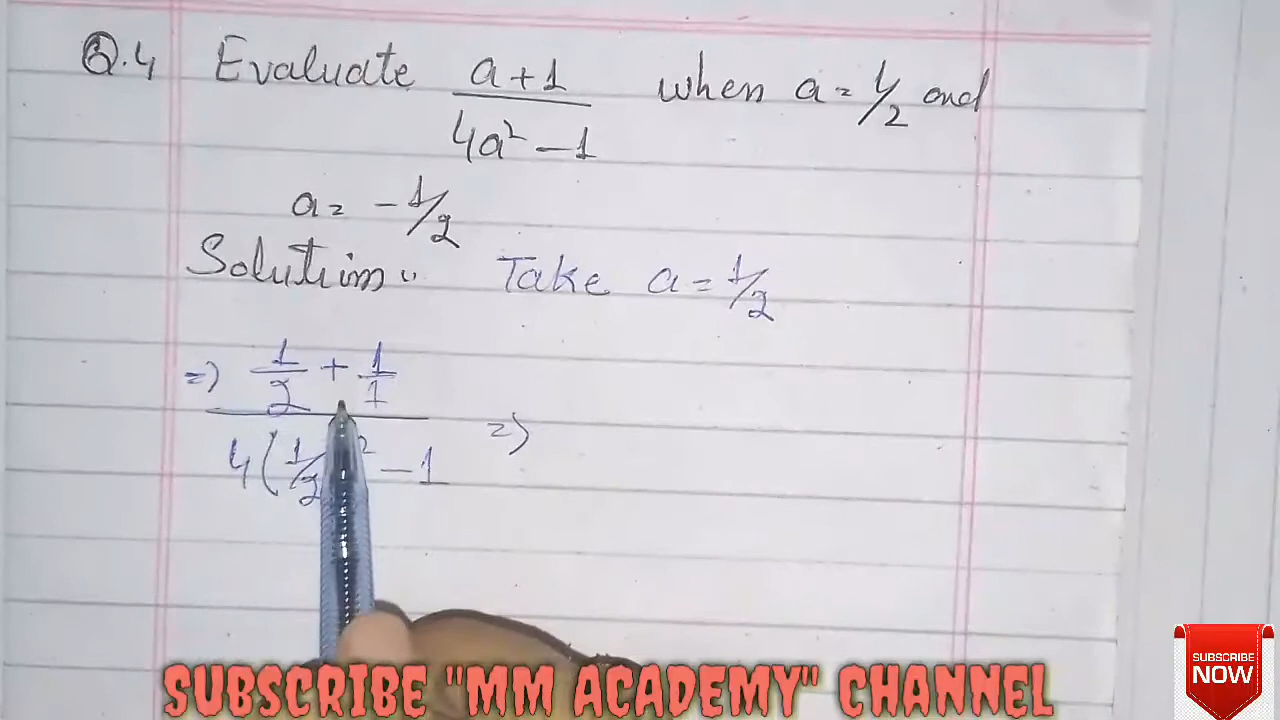 Q.4 Evaluate (a+1)/(4a² - 1) when a = 1/2 and
a = -1/2
Solution:. Take a = 1/2
=) (1/2 + 1/1)/(4(1/2)² - 1) =)
SUBSCRIBE "MM ACADEMY" CHANNEL
SUBSCRIBE
NOW